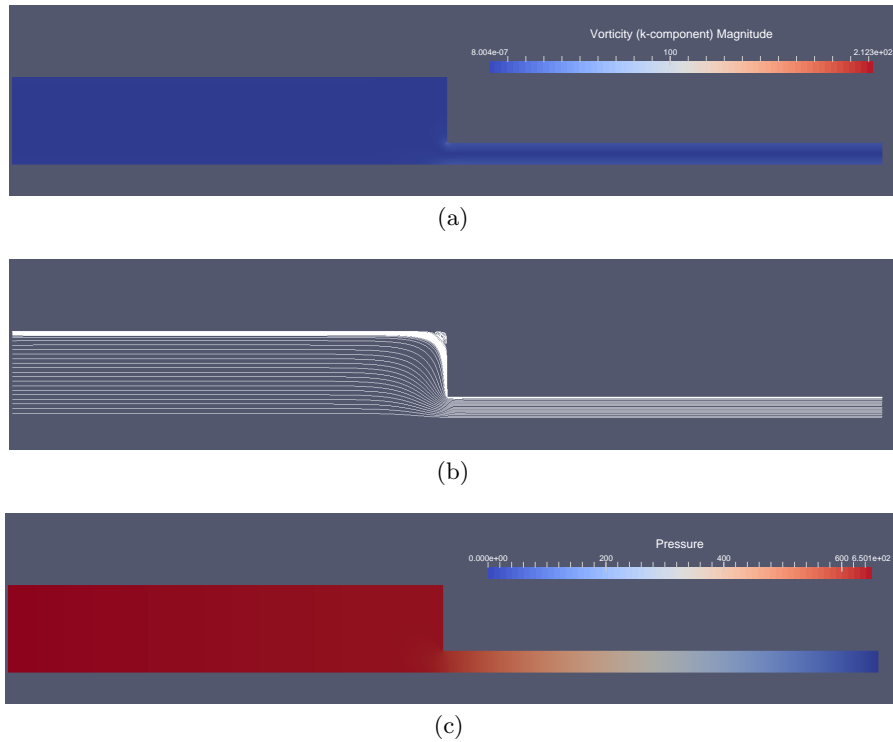 Vorticity (k-component) Magnitude
8.004e-07 100 2.123e+02
(a)
(b)
Pressure
0.000e+00 200 400 600 6.501e+02
(c)